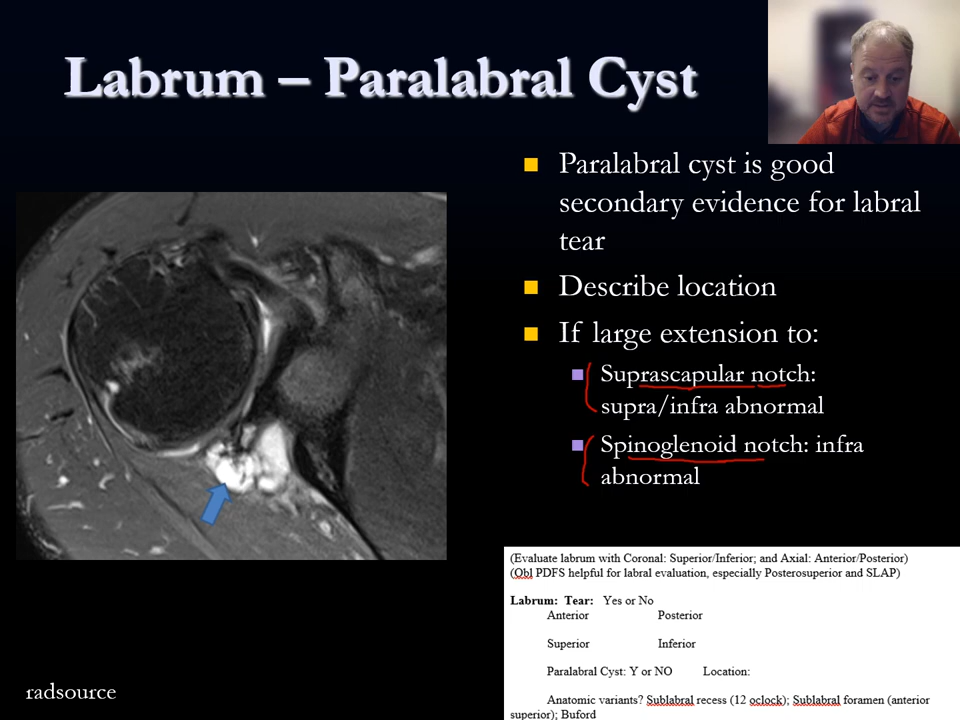 Labrum – Paralabral Cyst
Paralabral cyst is good
secondary evidence for labral
tear
Describe location
If large extension to:
Suprascapular notch:
supra/infra abnormal
Spinoglenoid notch: infra
abnormal
(Evaluate labrum with Coronal: Superior/Inferior; and Axial: Anterior/Posterior)
(Obl PDFS helpful for labral evaluation, especially Posterosuperior and SLAP)
Labrum: Tear: Yes or No
Anterior Posterior
Superior Inferior
Paralabral Cyst: Y or NO Location:
Anatomic variants? Sublabral recess (12 oclock); Sublabral foramen (anterior
superior); Buford
radsource